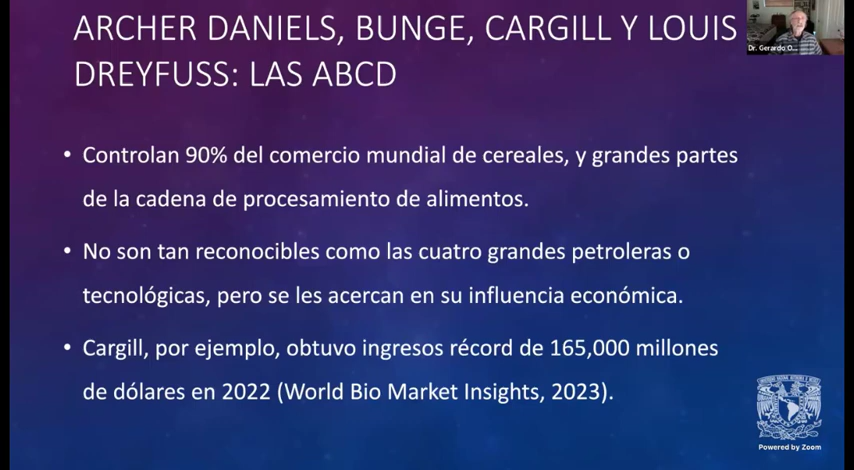 ARCHER DANIELS, BUNGE, CARGILL Y LOUIS
DREYFUSS: LAS ABCD
Dr. Gerardo O...
• Controlan 90% del comercio mundial de cereales, y grandes partes
de la cadena de procesamiento de alimentos.
• No son tan reconocibles como las cuatro grandes petroleras o
tecnológicas, pero se les acercan en su influencia económica.
• Cargill, por ejemplo, obtuvo ingresos récord de 165,000 millones
de dólares en 2022 (World Bio Market Insights, 2023).
Powered by Zoom